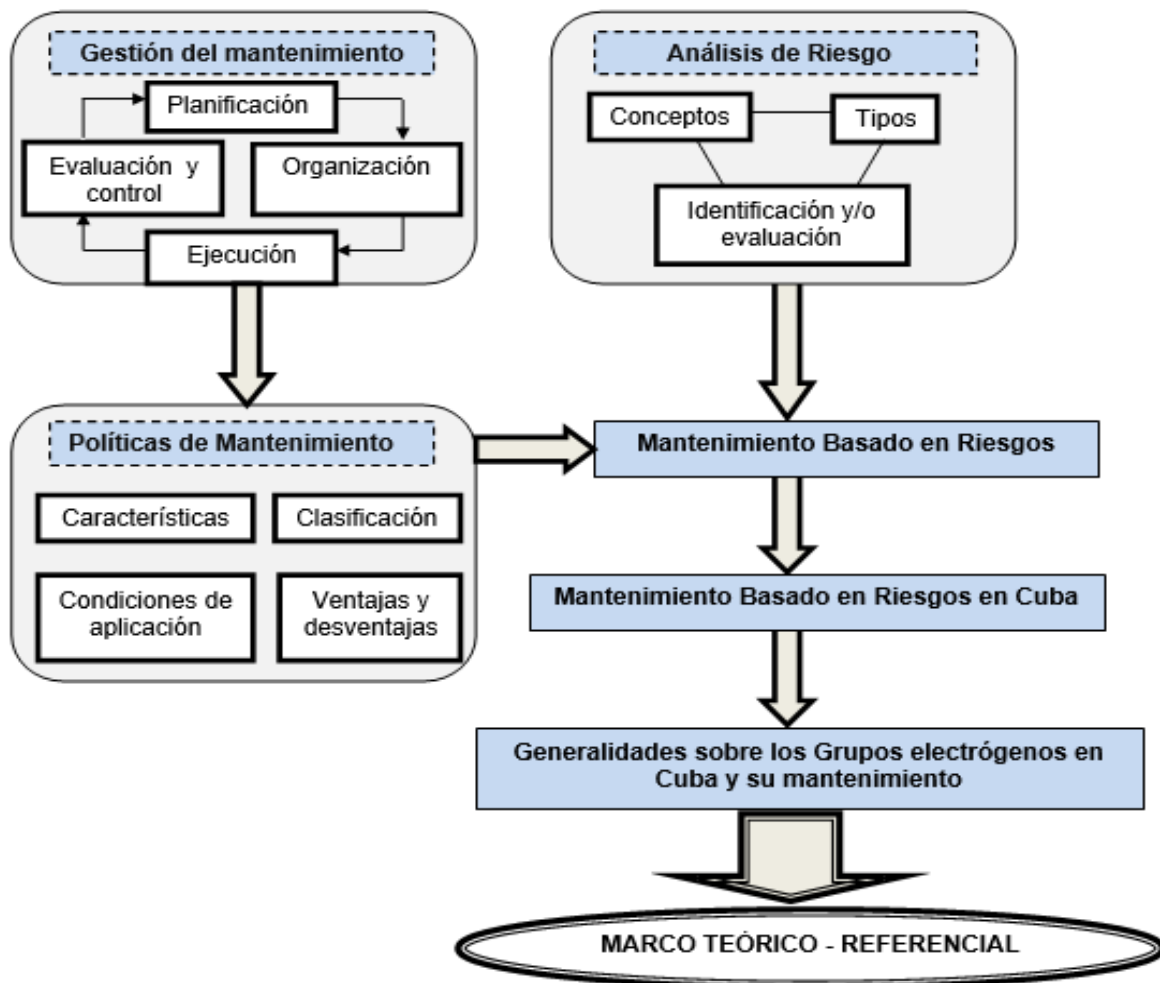 Gestión del mantenimiento
Planificación
Evaluación y
control
Organización
Ejecución
Análisis de Riesgo
Conceptos
Tipos
Identificación y/o
evaluación
Políticas de Mantenimiento
Características
Clasificación
Condiciones de
aplicación
Ventajas y
desventajas
Mantenimiento Basado en Riesgos
Mantenimiento Basado en Riesgos en Cuba
Generalidades sobre los Grupos electrógenos en
Cuba y su mantenimiento
MARCO TEÓRICO - REFERENCIAL